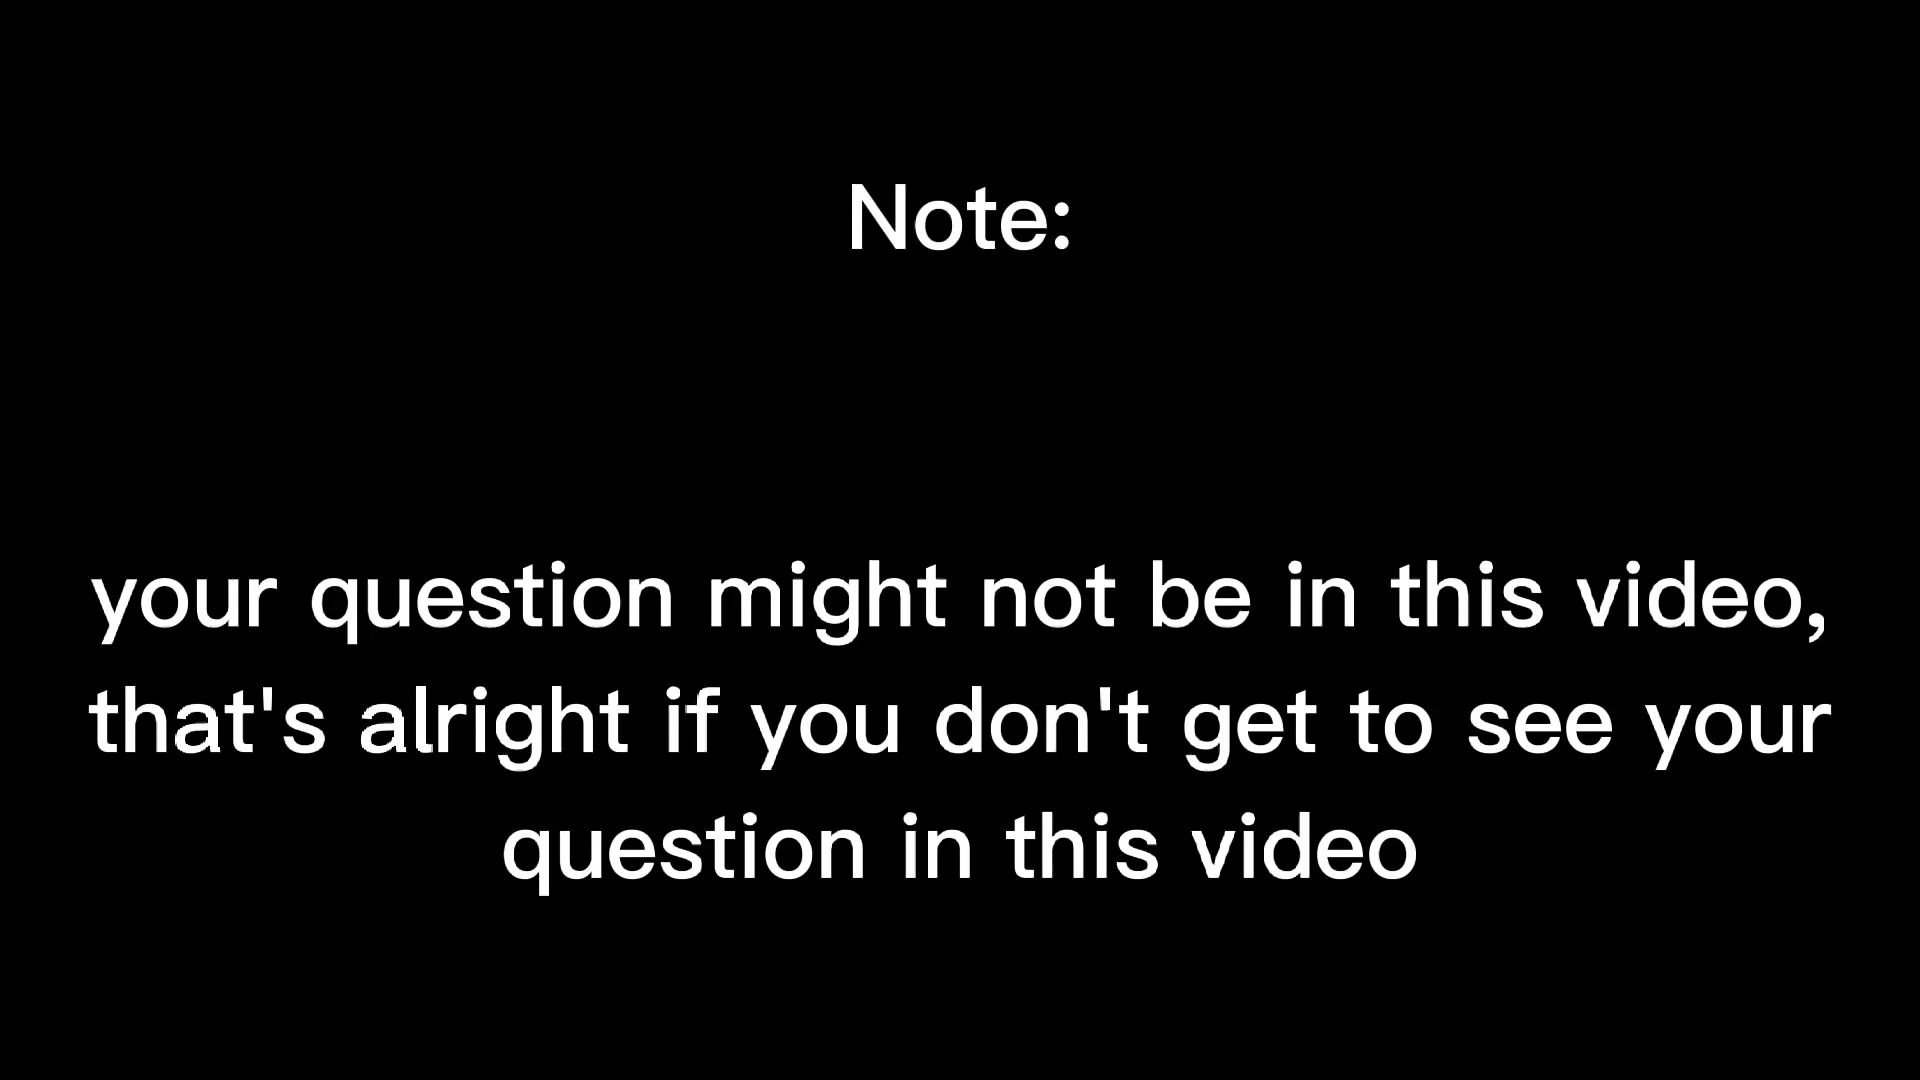 Note:
your question might not be in this video,
that's alright if you don't get to see your
question in this video